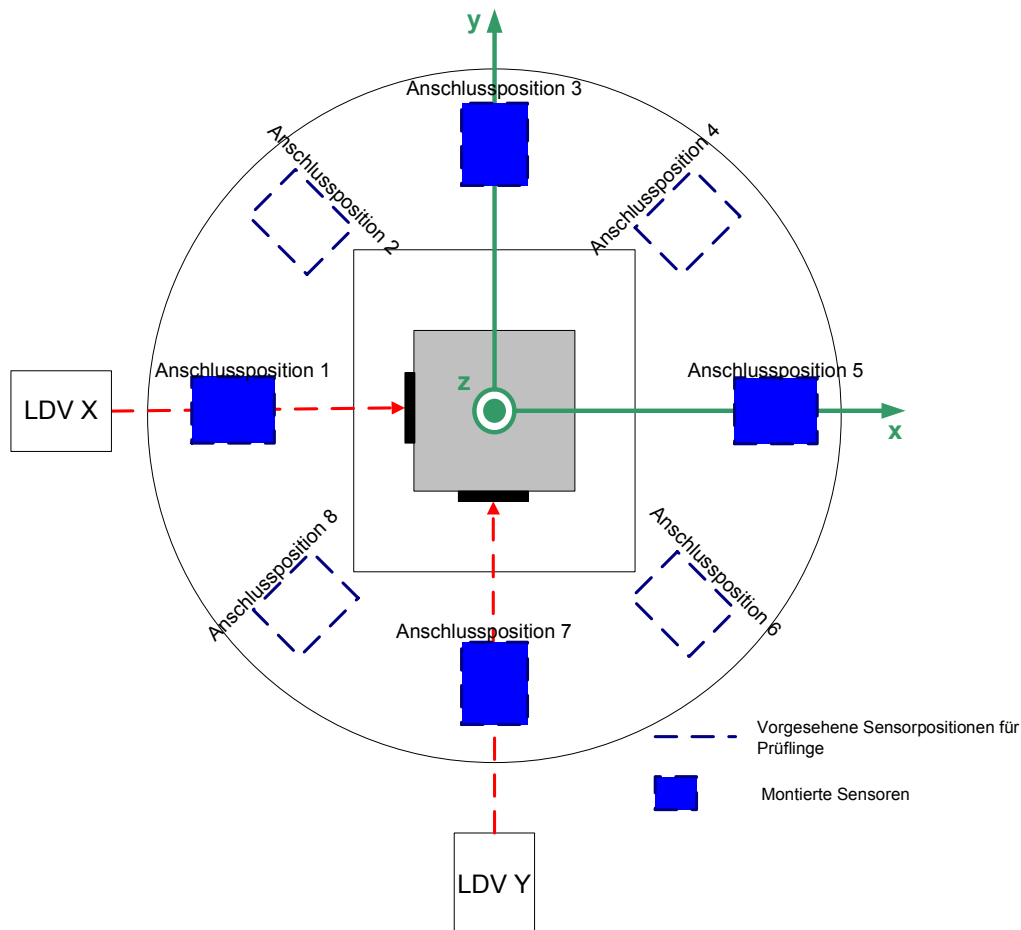 y
Anschlussposition 3
Anschlussposition 2
Anschlussposition 4
Anschlussposition 1
Anschlussposition 5
LDV X
z
x
Anschlussposition 8
Anschlussposition 6
Anschlussposition 7
Vorgesehene Sensorpositionen für
Prüflinge
Montierte Sensoren
LDV Y